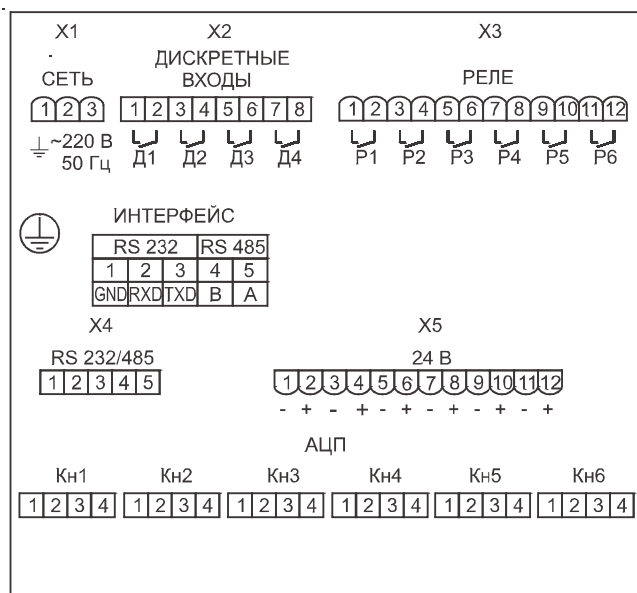 X1 X2 X3
СЕТЬ ДИСКРЕТНЫЕ ВХОДЫ РЕЛЕ
1 2 3 1 2 3 4 5 6 7 8 1 2 3 4 5 6 7 8 9 10 11 12
~220 В
50 Гц
Д1 Д2 Д3 Д4 Р1 Р2 Р3 Р4 Р5 Р6
ИНТЕРФЕЙС
RS 232 RS 485
1 2 3 4 5
GND RXD TXD B A
X4 X5
RS 232/485 24 В
1 2 3 4 5 1 2 3 4 5 6 7 8 9 10 11 12
- + - + - + - + - + - +
АЦП
Кн1 Кн2 Кн3 Кн4 Кн5 Кн6
1 2 3 4 1 2 3 4 1 2 3 4 1 2 3 4 1 2 3 4 1 2 3 4